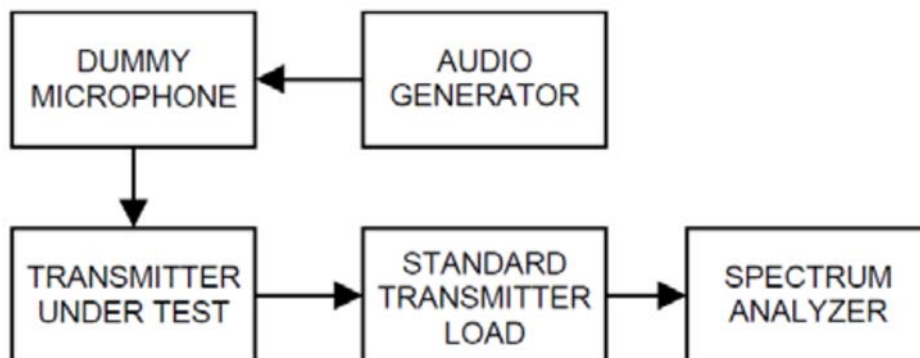 DUMMY
MICROPHONE
AUDIO
GENERATOR
TRANSMITTER
UNDER TEST
STANDARD
TRANSMITTER
LOAD
SPECTRUM
ANALYZER